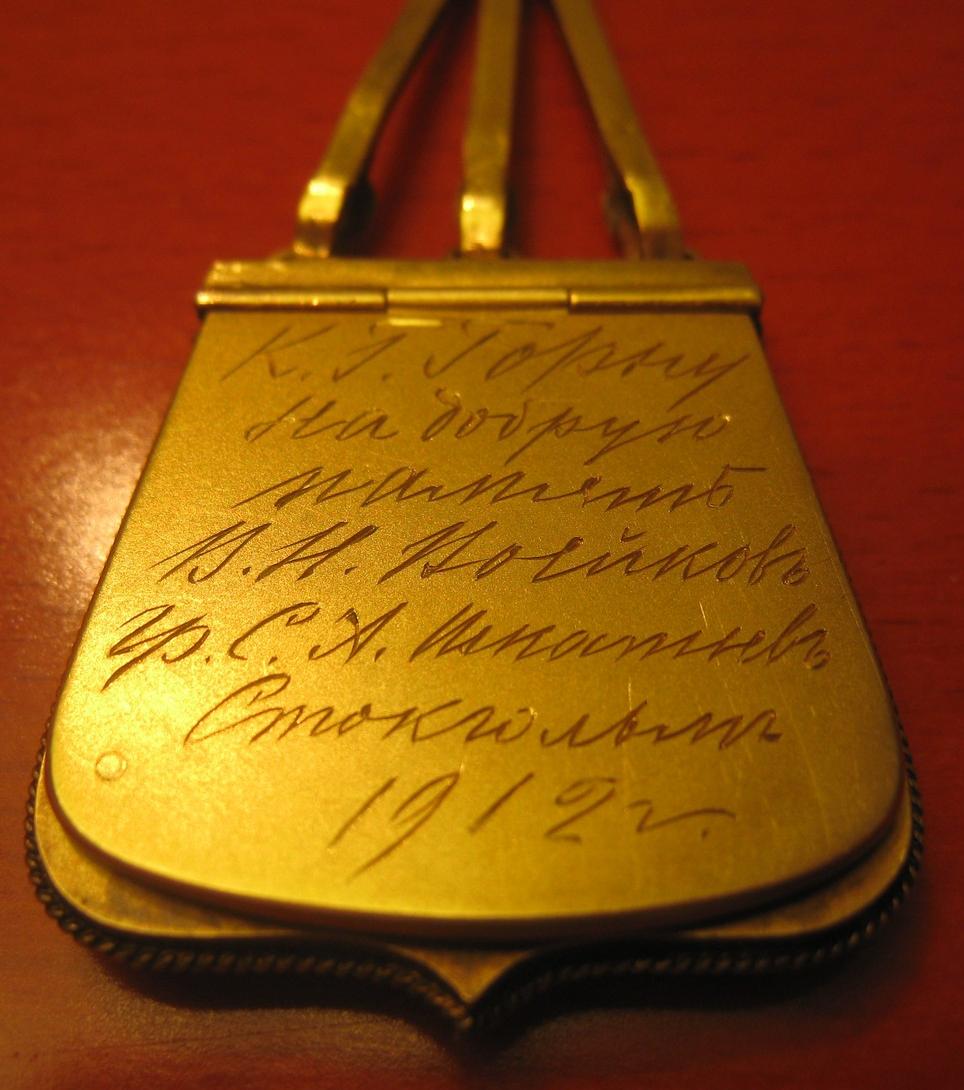 К. Г. Горну
на добрую
память
В. Н. Воейковъ
Гр. С. А. Игнатьевъ
Стокгольмъ
1912 г.